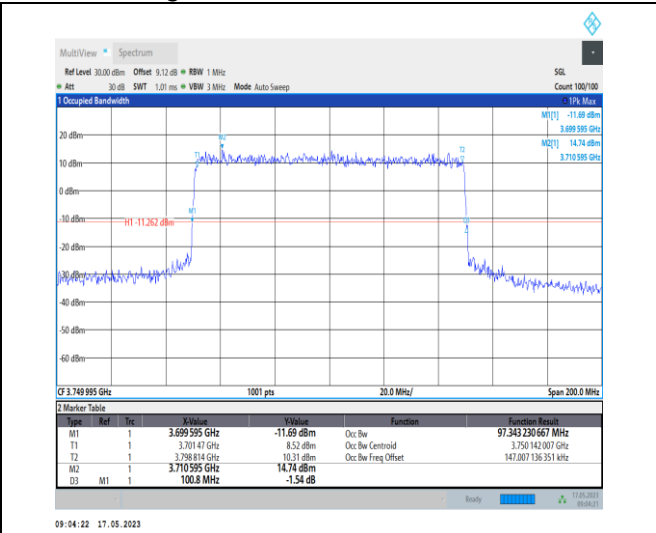 MultiView Spectrum
Ref Level 30.00 dBm Offset 9.12 dB RBW 1 MHz SGL
Att 30 dB SWT 1.01 ms VBW 3 MHz Mode Auto Sweep Count 100/100
1 Occupied Bandwidth 1Pk Max
M1[1] -11.69 dBm
3.699 595 GHz
M2[1] 14.74 dBm
3.710 595 GHz
20 dBm
M2
T1 T2
10 dBm
0 dBm
M1
-10 dBm
H1 -11.262 dBm
-20 dBm
-30 dBm
-40 dBm
-50 dBm
-60 dBm
CF 3.749 995 GHz 1001 pts 20.0 MHz/ Span 200.0 MHz
2 Marker Table
Type Ref Trc X-Value Y-Value Function Function Result
M1 1 3.699 595 GHz -11.69 dBm Occ Bw 97.343 230 667 MHz
T1 1 3.701 47 GHz 8.52 dBm Occ Bw Centroid 3.750 142 007 GHz
T2 1 3.798 814 GHz 10.31 dBm Occ Bw Freq Offset 147.007 136 351 kHz
M2 1 3.710 595 GHz 14.74 dBm
D3 M1 1 100.8 MHz -1.54 dB
Ready 17.05.2023
09:04:21
09:04:22 17.05.2023